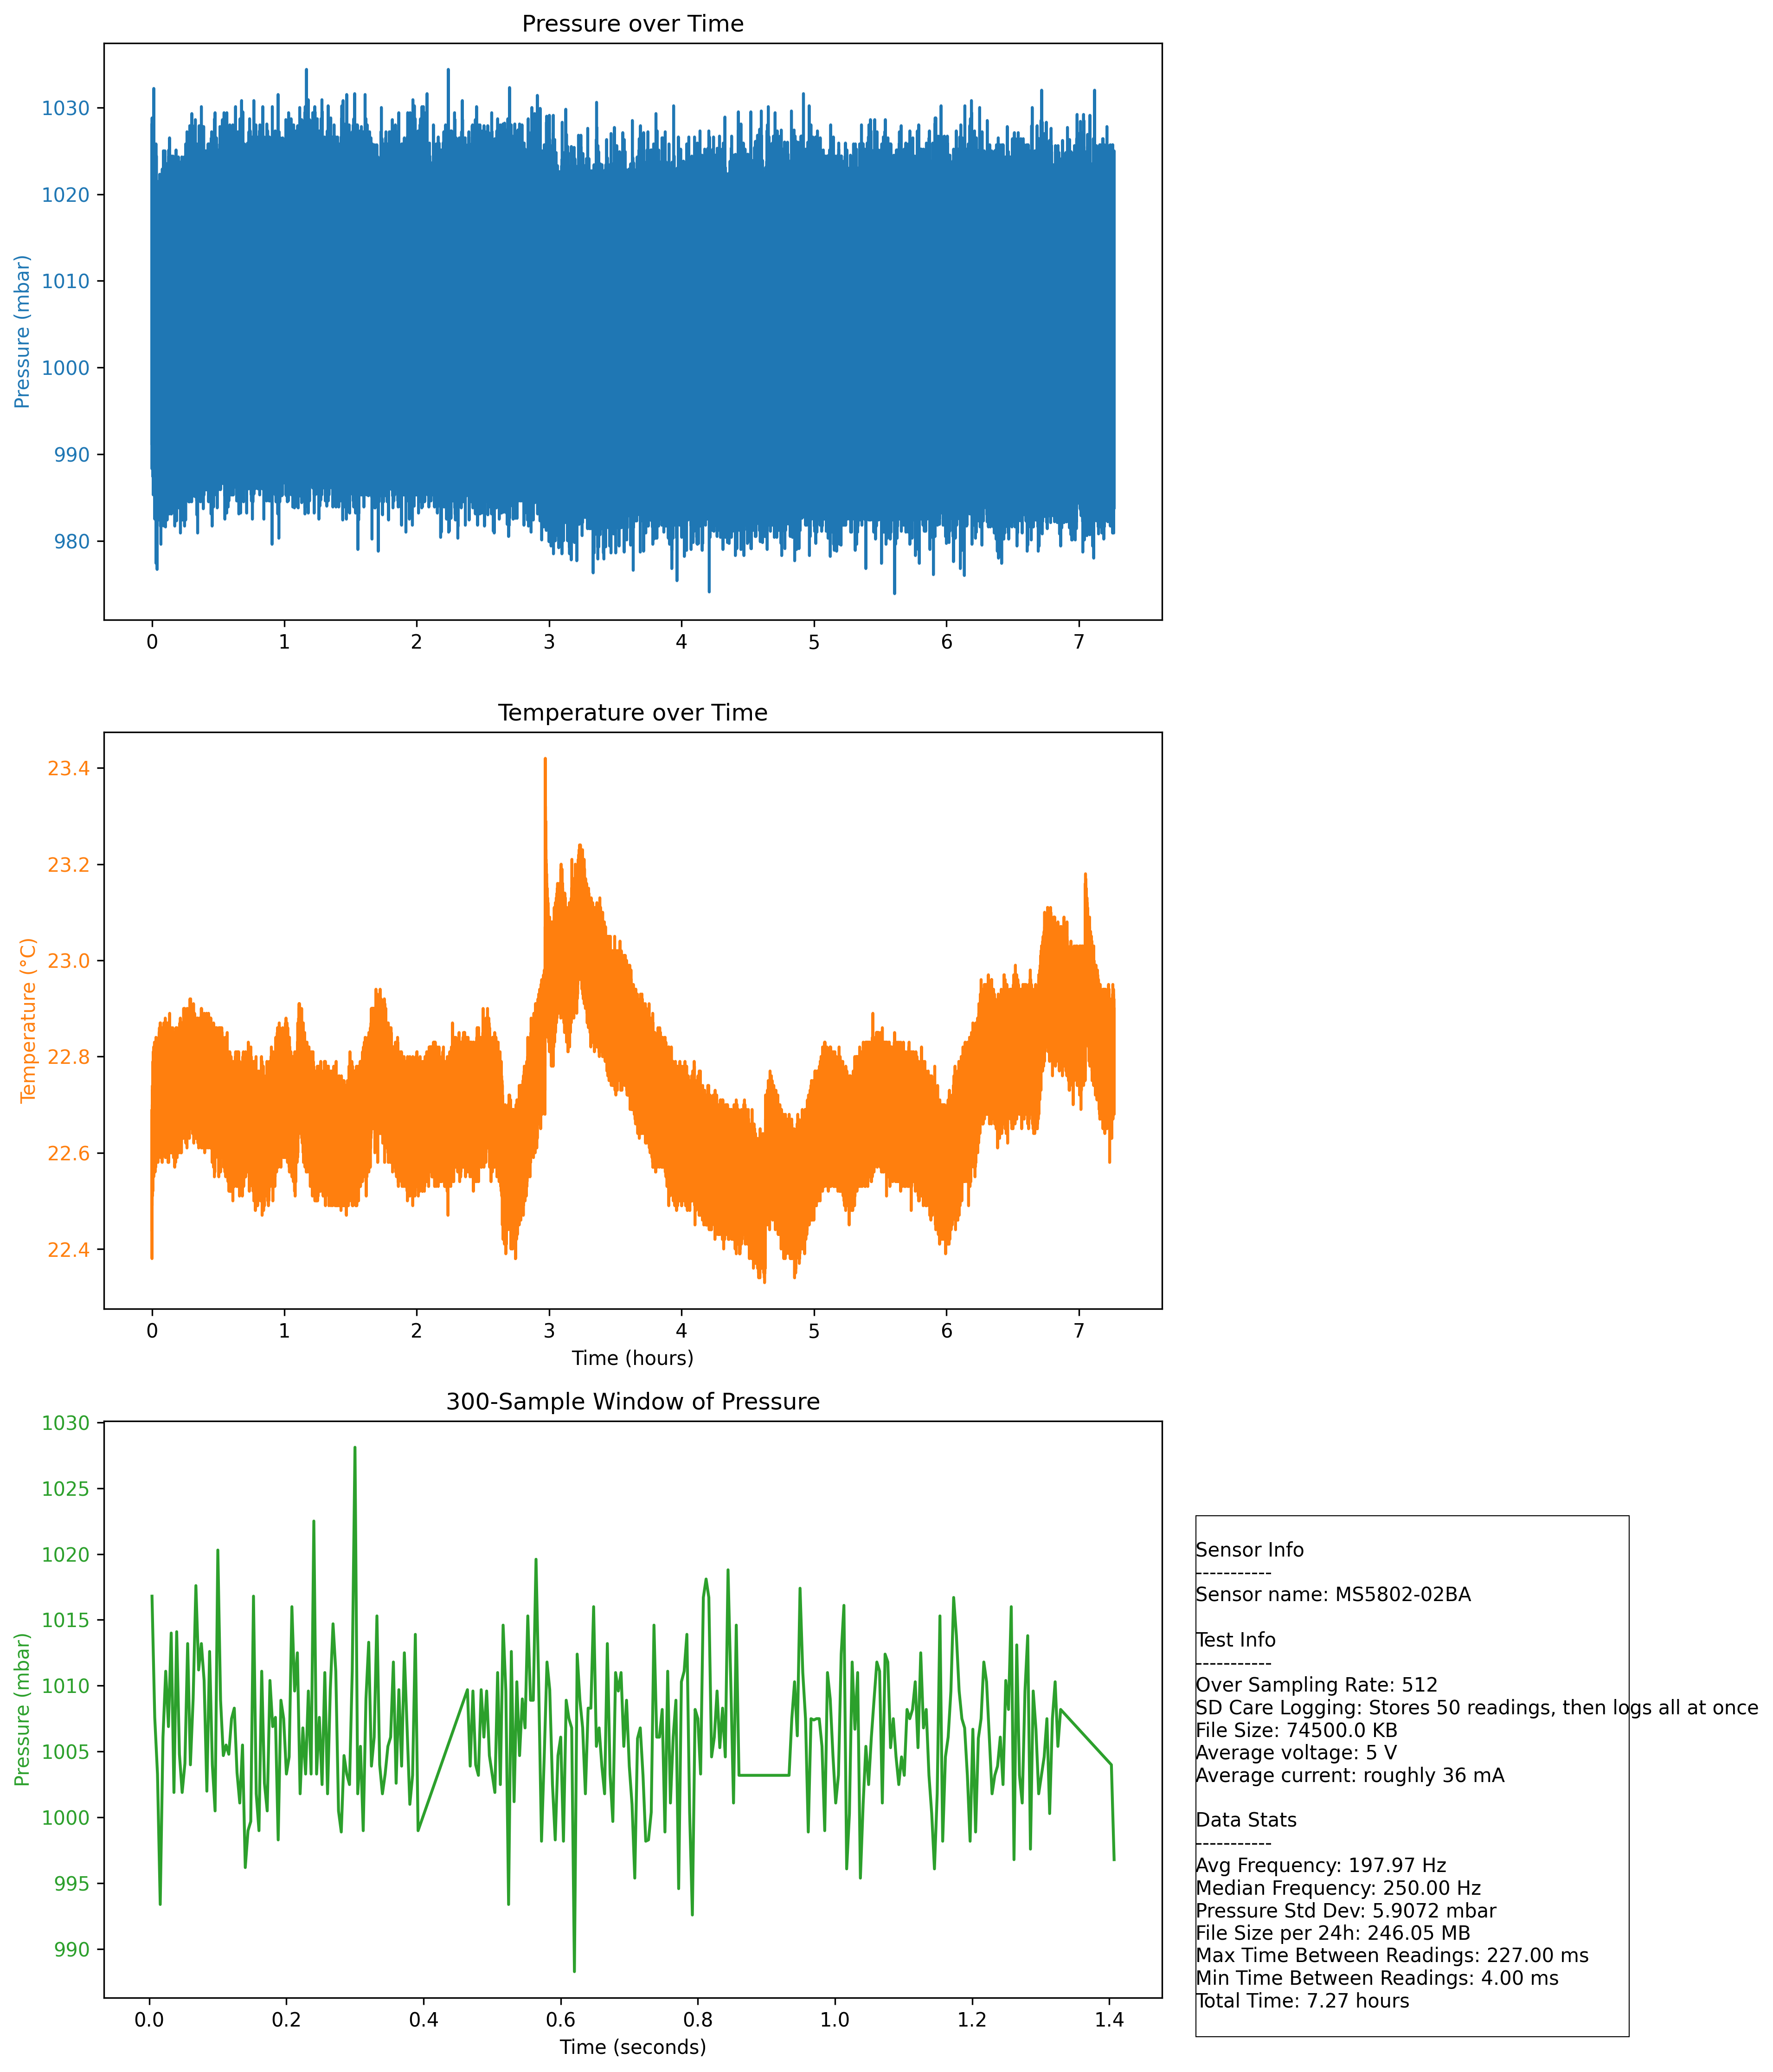 Pressure over Time
Pressure (mbar)
1030
1020
1010
1000
990
980
0 1 2 3 4 5 6 7
Temperature over Time
Temperature (°C)
23.4
23.2
23.0
22.8
22.6
22.4
0 1 2 3 4 5 6 7
Time (hours)
300-Sample Window of Pressure
Pressure (mbar)
1030
1025
1020
1015
1010
1005
1000
995
990
0.0 0.2 0.4 0.6 0.8 1.0 1.2 1.4
Time (seconds)
Sensor Info
------------
Sensor name: MS5802-02BA
Test Info
------------
Over Sampling Rate: 512
SD Care Logging: Stores 50 readings, then logs all at once
File Size: 74500.0 KB
Average voltage: 5 V
Average current: roughly 36 mA
Data Stats
------------
Avg Frequency: 197.97 Hz
Median Frequency: 250.00 Hz
Pressure Std Dev: 5.9072 mbar
File Size per 24h: 246.05 MB
Max Time Between Readings: 227.00 ms
Min Time Between Readings: 4.00 ms
Total Time: 7.27 hours